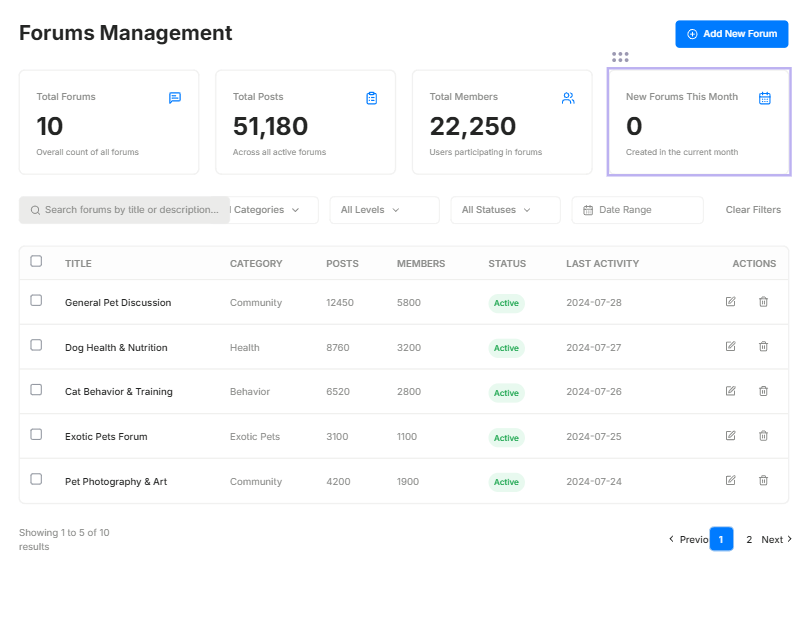 Forums Management
Add New Forum
Total Forums
10
Overall count of all forums
Total Posts
51,180
Across all active forums
Total Members
22,250
Users participating in forums
New Forums This Month
0
Created in the current month
Search forums by title or description...
Categories
All Levels
All Statuses
Date Range
Clear Filters
TITLE CATEGORY POSTS MEMBERS STATUS LAST ACTIVITY ACTIONS
General Pet Discussion Community 12450 5800 Active 2024-07-28
Dog Health & Nutrition Health 8760 3200 Active 2024-07-27
Cat Behavior & Training Behavior 6520 2800 Active 2024-07-26
Exotic Pets Forum Exotic Pets 3100 1100 Active 2024-07-25
Pet Photography & Art Community 4200 1900 Active 2024-07-24
Showing 1 to 5 of 10
results
Previo 1 2 Next